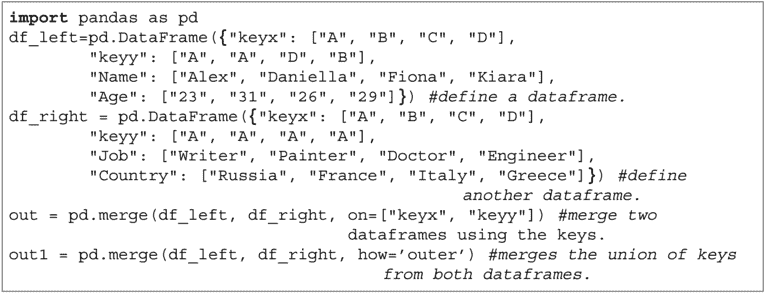 import pandas as pd
df_left=pd.DataFrame({"keyx": ["A", "B", "C", "D"],
"keyy": ["A", "A", "D", "B"],
"Name": ["Alex", "Daniella", "Fiona", "Kiara"],
"Age": ["23", "31", "26", "29"]}) #define a dataframe.
df_right = pd.DataFrame({"keyx": ["A", "B", "C", "D"],
"keyy": ["A", "A", "A", "A"],
"Job": ["Writer", "Painter", "Doctor", "Engineer"],
"Country": ["Russia", "France", "Italy", "Greece"]}) #define
another dataframe.
out = pd.merge(df_left, df_right, on=["keyx", "keyy"]) #merge two
dataframes using the keys.
out1 = pd.merge(df_left, df_right, how='outer’) #merges the union of keys
from both dataframes.